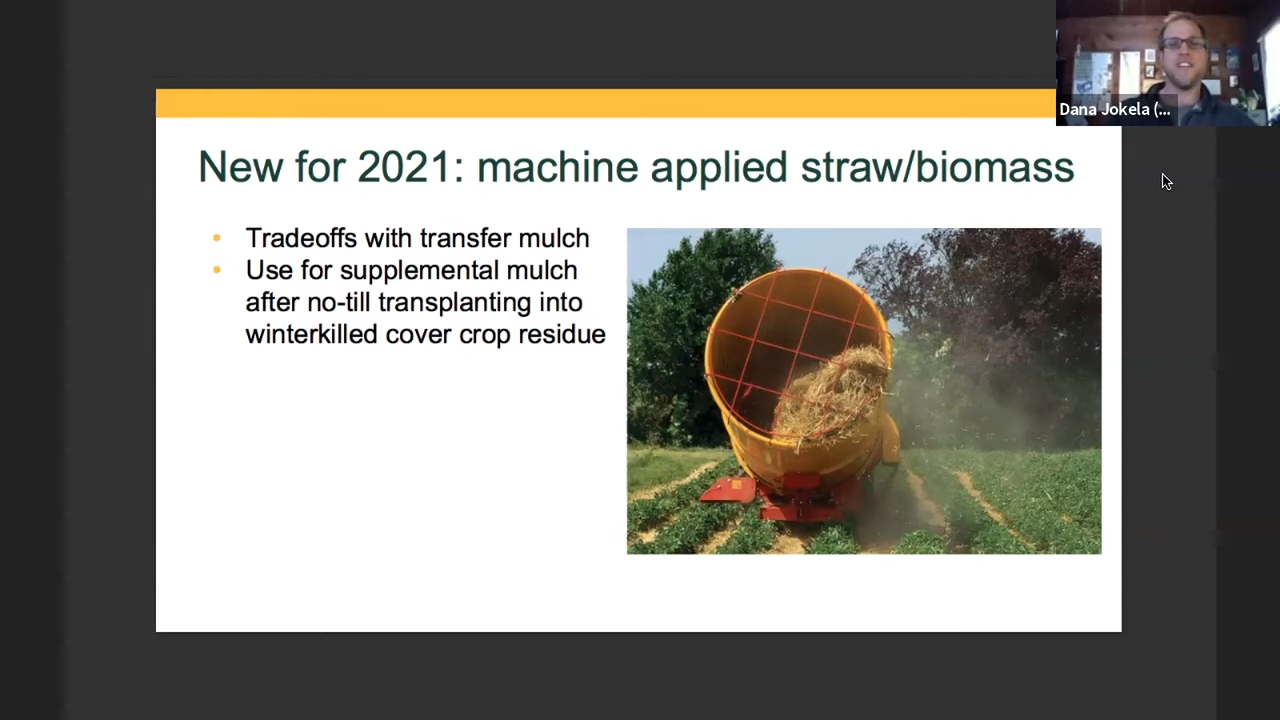 Dana Jokela (...
New for 2021: machine applied straw/biomass
• Tradeoffs with transfer mulch
• Use for supplemental mulch
after no-till transplanting into
winterkilled cover crop residue